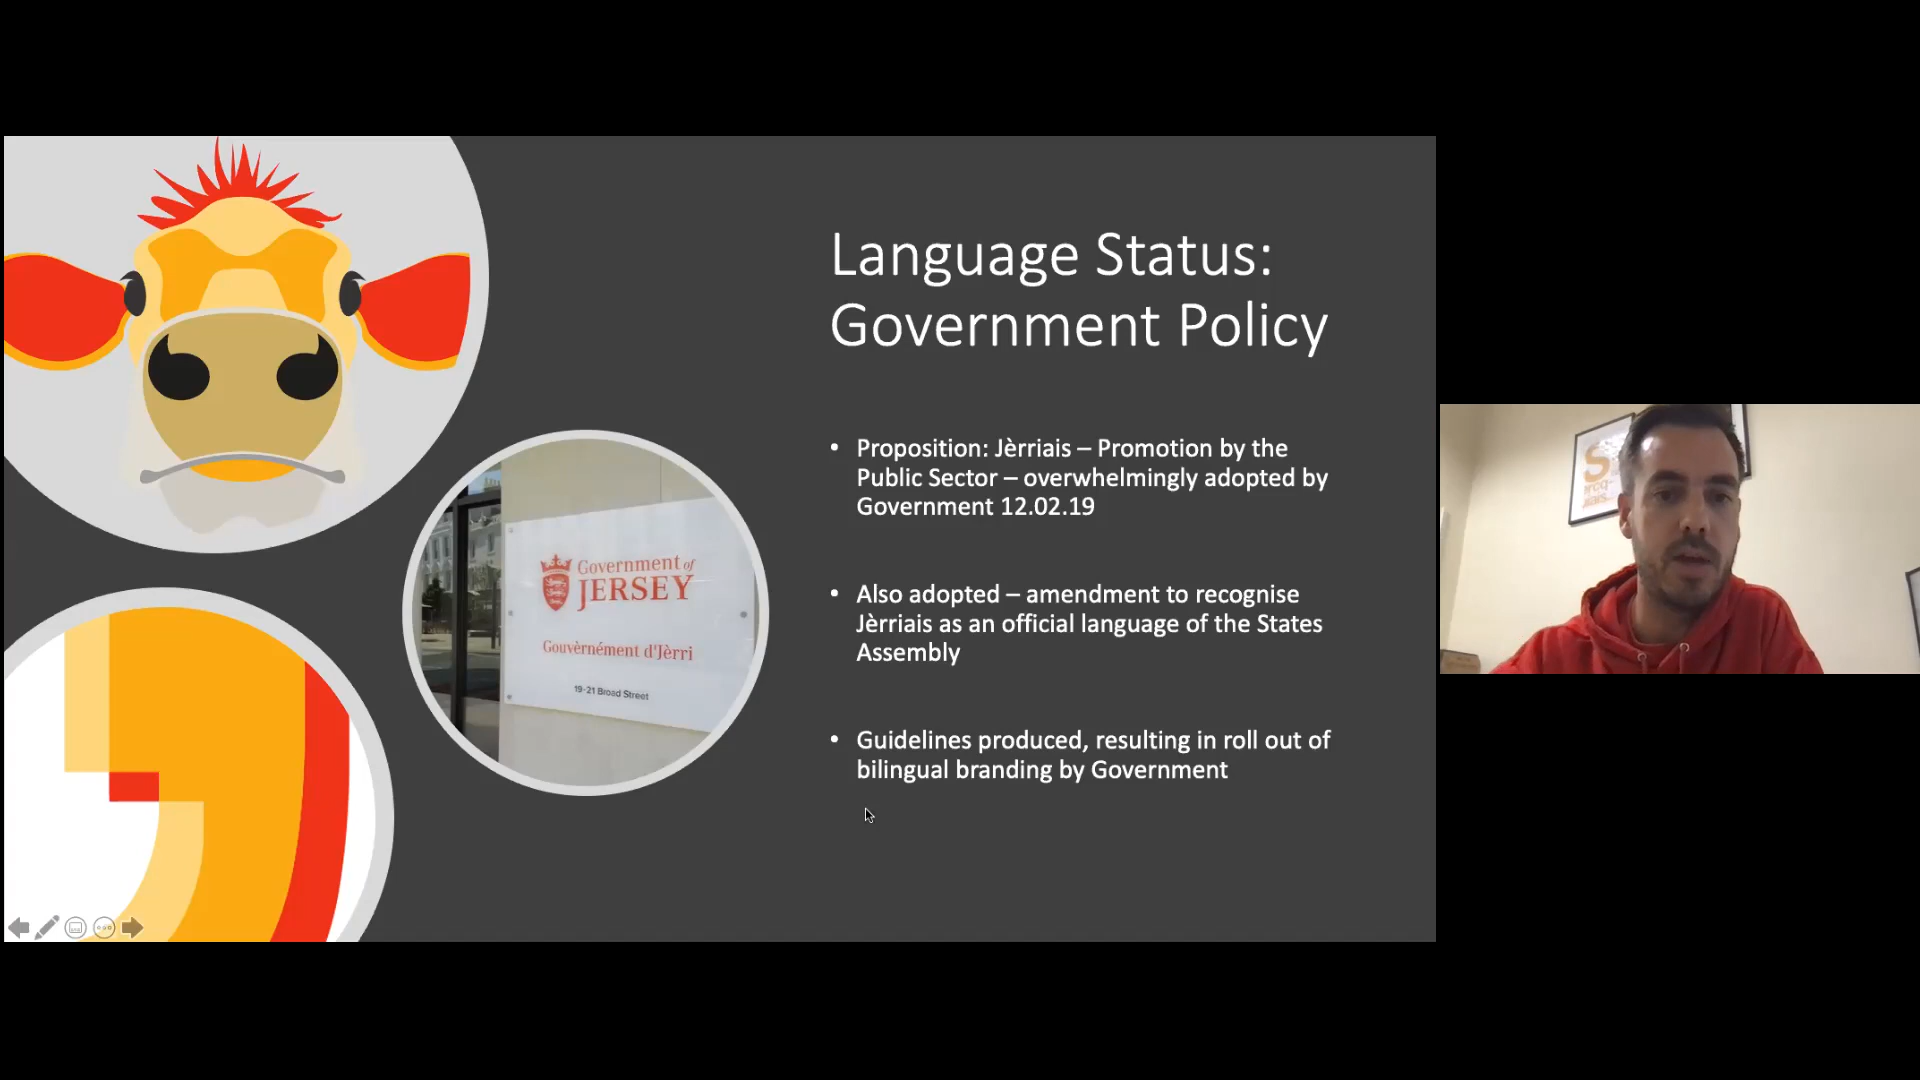 Language Status:
Government Policy
• Proposition: Jèrriais – Promotion by the
Public Sector – overwhelmingly adopted by
Government 12.02.19
• Also adopted – amendment to recognise
Jèrriais as an official language of the States
Assembly
• Guidelines produced, resulting in roll out of
bilingual branding by Government
Government of
JERSEY
Gouvèrnément d'Jèrri
19-21 Broad Street